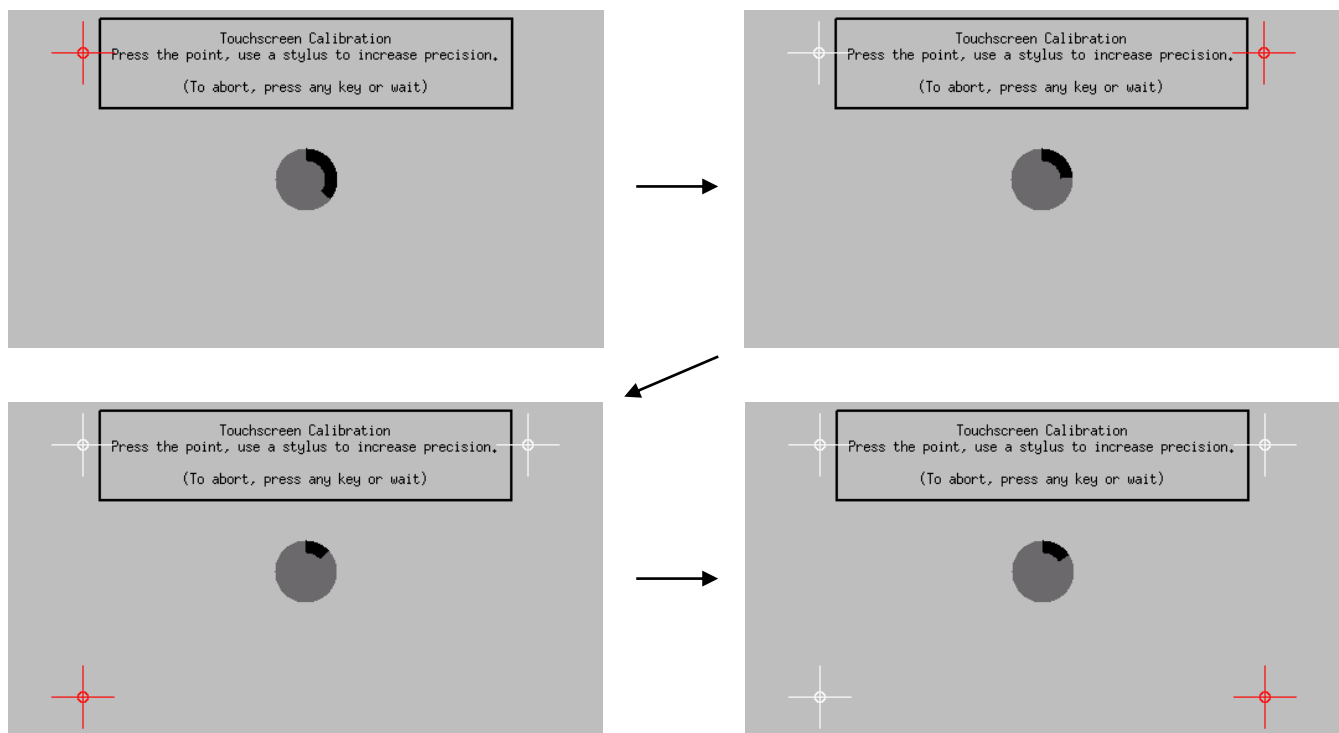 Touchscreen Calibration
Press the point, use a stylus to increase precision.
(To abort, press any key or wait)
Touchscreen Calibration
Press the point, use a stylus to increase precision.
(To abort, press any key or wait)
Touchscreen Calibration
Press the point, use a stylus to increase precision.
(To abort, press any key or wait)
Touchscreen Calibration
Press the point, use a stylus to increase precision.
(To abort, press any key or wait)